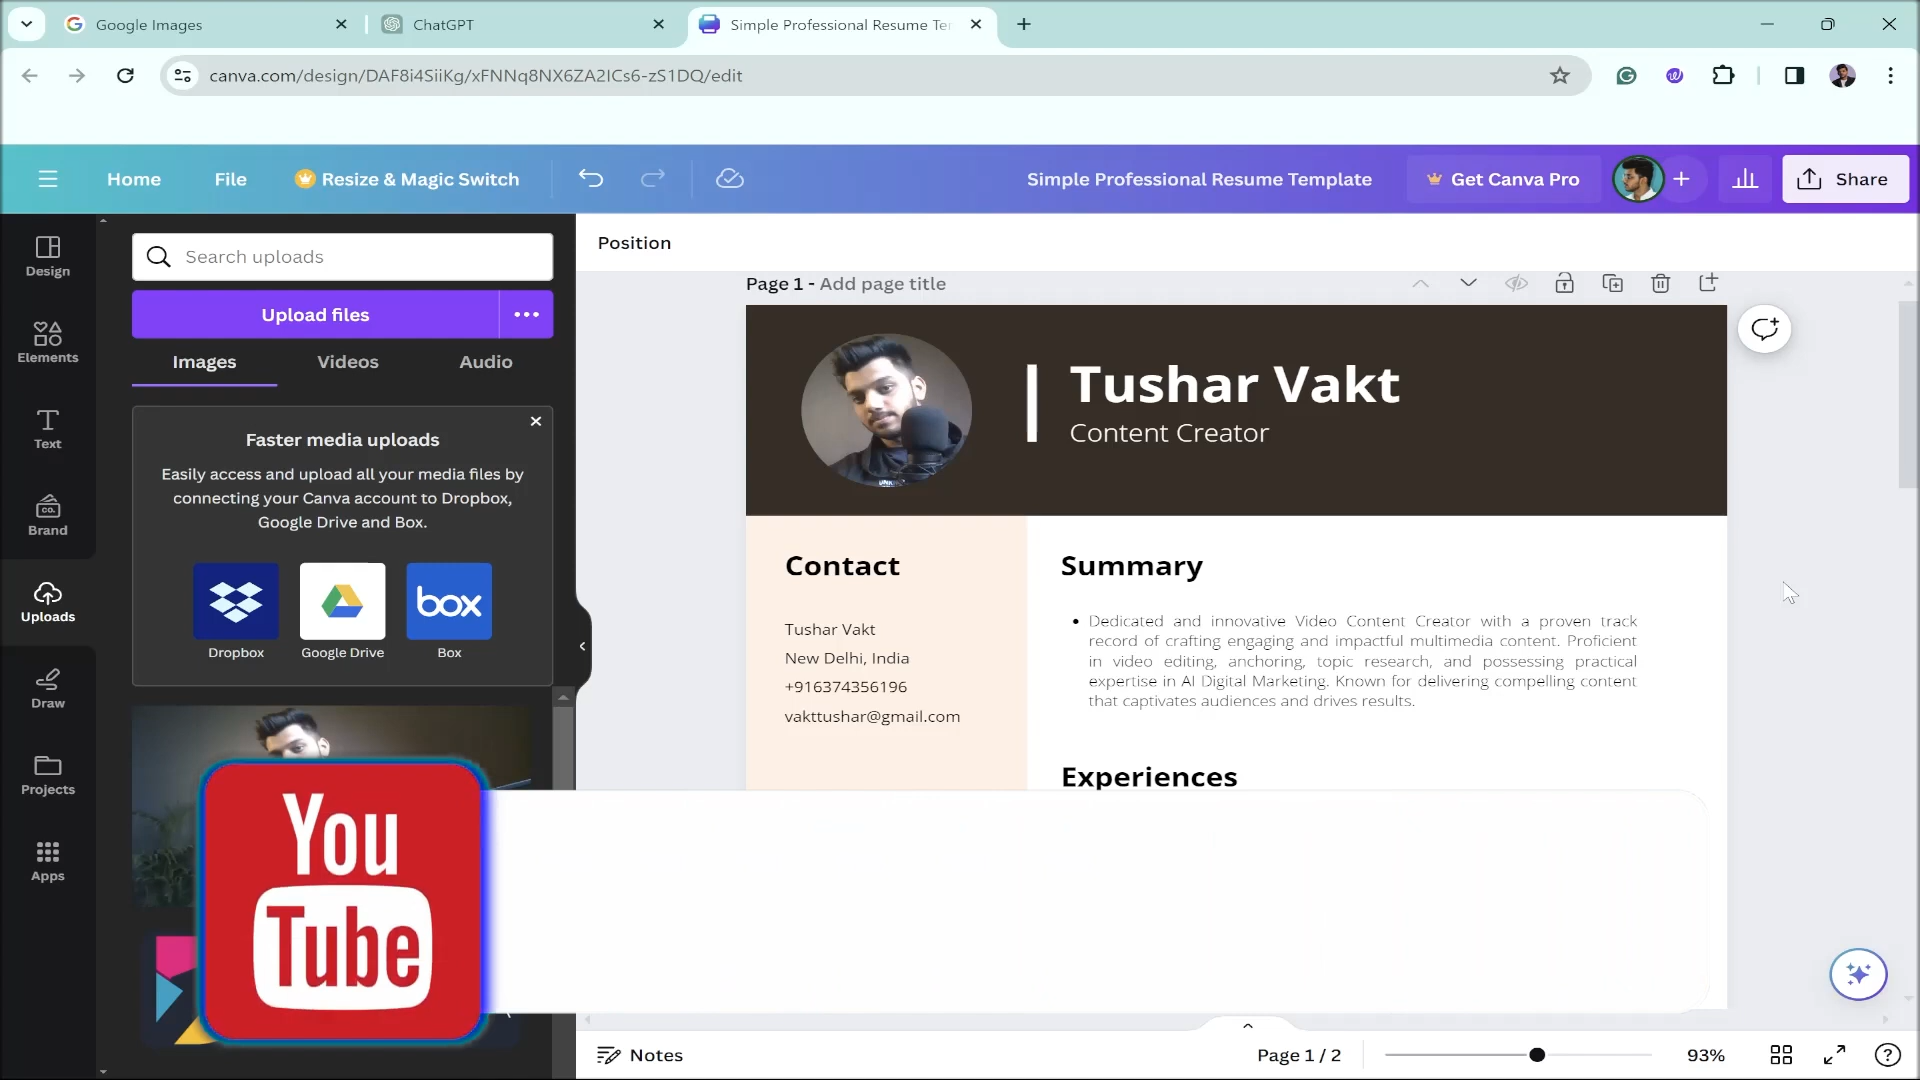 Google Images
ChatGPT
Simple Professional Resume Te
canva.com/design/DAF8i4SiiKg/xFNNq8NX6ZA2ICs6-zS1DQ/edit
Home
File
Resize & Magic Switch
Simple Professional Resume Template
Get Canva Pro
Share
Design
Elements
Text
Brand
Uploads
Draw
Projects
Apps
Search uploads
Upload files
Images
Videos
Audio
Faster media uploads
Easily access and upload all your media files by
connecting your Canva account to Dropbox,
Google Drive and Box.
box
Dropbox
Google Drive
Box
You
Tube
Position
Page 1 - Add page title
Tushar Vakt
Content Creator
Contact
Tushar Vakt
New Delhi, India
+916374356196
vakttushar@gmail.com
Summary
• Dedicated and innovative Video Content Creator with a proven track
record of crafting engaging and impactful multimedia content. Proficient
in video editing, anchoring, topic research, and possessing practical
expertise in AI Digital Marketing. Known for delivering compelling content
that captivates audiences and drives results.
Experiences
Notes
Page 1 / 2
93%